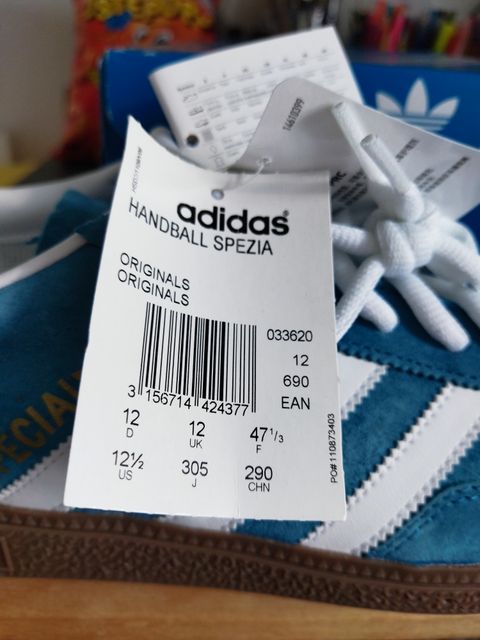 adidas
HANDBALL SPEZIA
ORIGINALS
ORIGINALS
033620
12
690
EAN
3 156714 424377
12 12 47 1/3
D UK F
12½ 305 290
US J CHN
PO# 110873403
PECIAL